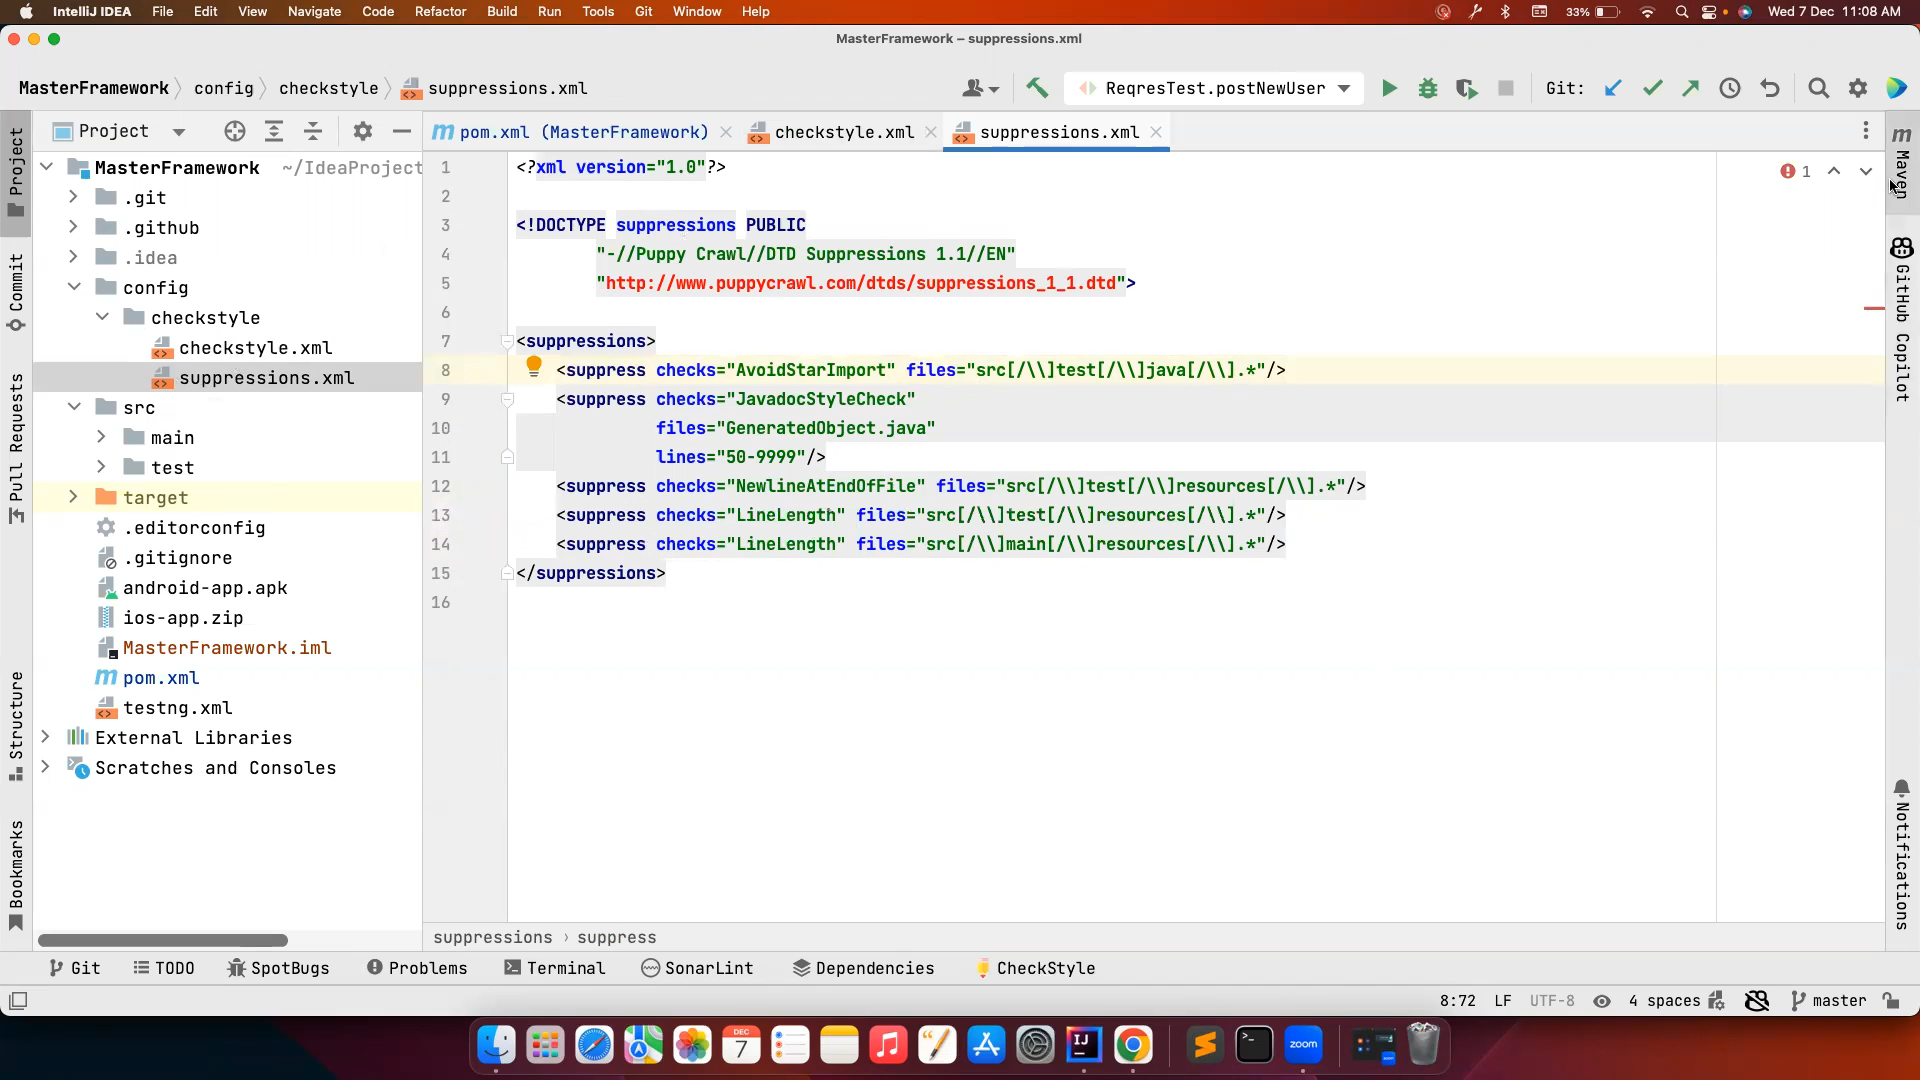 IntelliJ IDEA File Edit View Navigate Code Refactor Build Run Tools Git Window Help 33% Wed 7 Dec 11:08 AM
MasterFramework – suppressions.xml
MasterFramework config checkstyle suppressions.xml ReqresTest.postNewUser Git:
Project
pom.xml (MasterFramework) checkstyle.xml suppressions.xml
MasterFramework ~/IdeaProject
.git
.github
.idea
config
checkstyle
checkstyle.xml
suppressions.xml
src
main
test
target
.editorconfig
.gitignore
android-app.apk
ios-app.zip
MasterFramework.iml
pom.xml
testng.xml
External Libraries
Scratches and Consoles
1 <?xml version="1.0"?>
2
3 <!DOCTYPE suppressions PUBLIC
4 "-//Puppy Crawl//DTD Suppressions 1.1//EN"
5 "http://www.puppycrawl.com/dtds/suppressions_1_1.dtd">
6
7 <suppressions>
8 <suppress checks="AvoidStarImport" files="src[/\\]test[/\\]java[/\\].*"/>
9 <suppress checks="JavadocStyleCheck"
10 files="GeneratedObject.java"
11 lines="50-9999"/>
12 <suppress checks="NewlineAtEndOfFile" files="src[/\\]test[/\\]resources[/\\].*"/>
13 <suppress checks="LineLength" files="src[/\\]test[/\\]resources[/\\].*"/>
14 <suppress checks="LineLength" files="src[/\\]main[/\\]resources[/\\].*"/>
15 </suppressions>
16
1
Project
Commit
Pull Requests
Structure
Bookmarks
Maven
GitHub Copilot
Notifications
suppressions › suppress
Git TODO SpotBugs Problems Terminal SonarLint Dependencies CheckStyle
8:72 LF UTF-8 4 spaces master
DEC
7
IJ
zoom